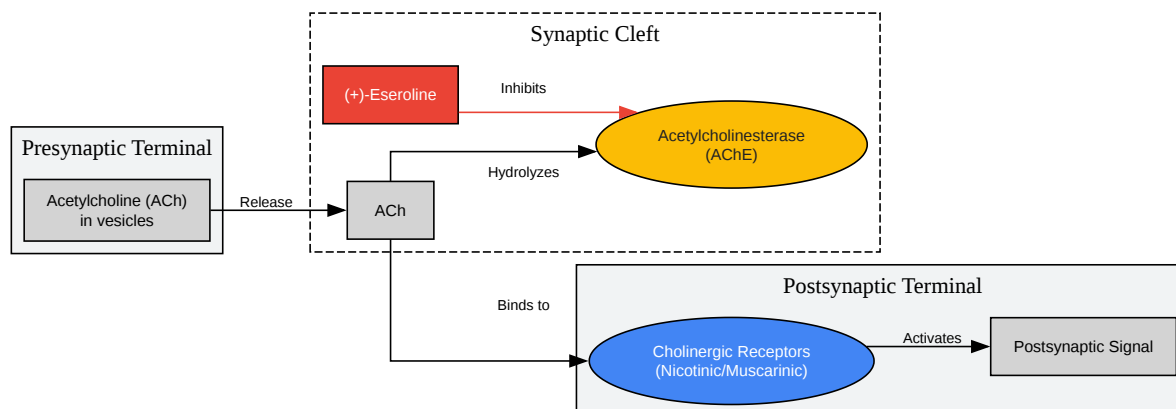 Synaptic Cleft
(+)-Eseroline
Inhibits
Acetylcholinesterase
(AChE)
Presynaptic Terminal
Acetylcholine (ACh)
in vesicles
Release
Hydrolyzes
ACh
Postsynaptic Terminal
Binds to
Cholinergic Receptors
(Nicotinic/Muscarinic)
Activates
Postsynaptic Signal